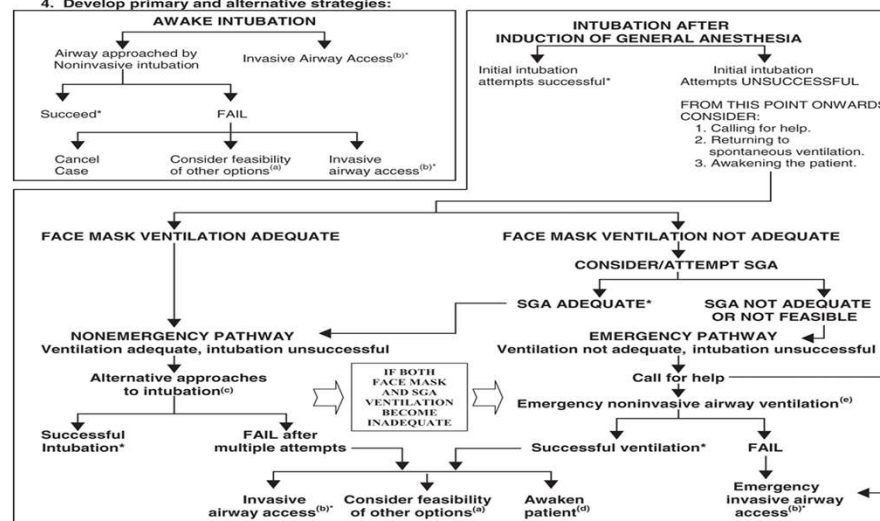 4. Develop primary and alternative strategies:
AWAKE INTUBATION
Airway approached by
Noninvasive intubation
Invasive Airway Access(b)*
Succeed*
FAIL
Cancel
Case
Consider feasibility
of other options(a)
Invasive
airway access(b)*
INTUBATION AFTER
INDUCTION OF GENERAL ANESTHESIA
Initial intubation
attempts successful*
Initial intubation
Attempts UNSUCCESSFUL
FROM THIS POINT ONWARDS
CONSIDER:
1. Calling for help.
2. Returning to
spontaneous ventilation.
3. Awakening the patient.
FACE MASK VENTILATION ADEQUATE
FACE MASK VENTILATION NOT ADEQUATE
CONSIDER/ATTEMPT SGA
SGA ADEQUATE*
SGA NOT ADEQUATE
OR NOT FEASIBLE
NONEMERGENCY PATHWAY
Ventilation adequate, intubation unsuccessful
EMERGENCY PATHWAY
Ventilation not adequate, intubation unsuccessful
Alternative approaches
to intubation(c)
IF BOTH
FACE MASK
AND SGA
VENTILATION
BECOME
INADEQUATE
Call for help
Emergency noninvasive airway ventilation(e)
Successful
Intubation*
FAIL after
multiple attempts
Successful ventilation*
FAIL
Invasive
airway access(b)*
Consider feasibility
of other options(a)
Awaken
patient(d)
Emergency
invasive airway
access(b)*